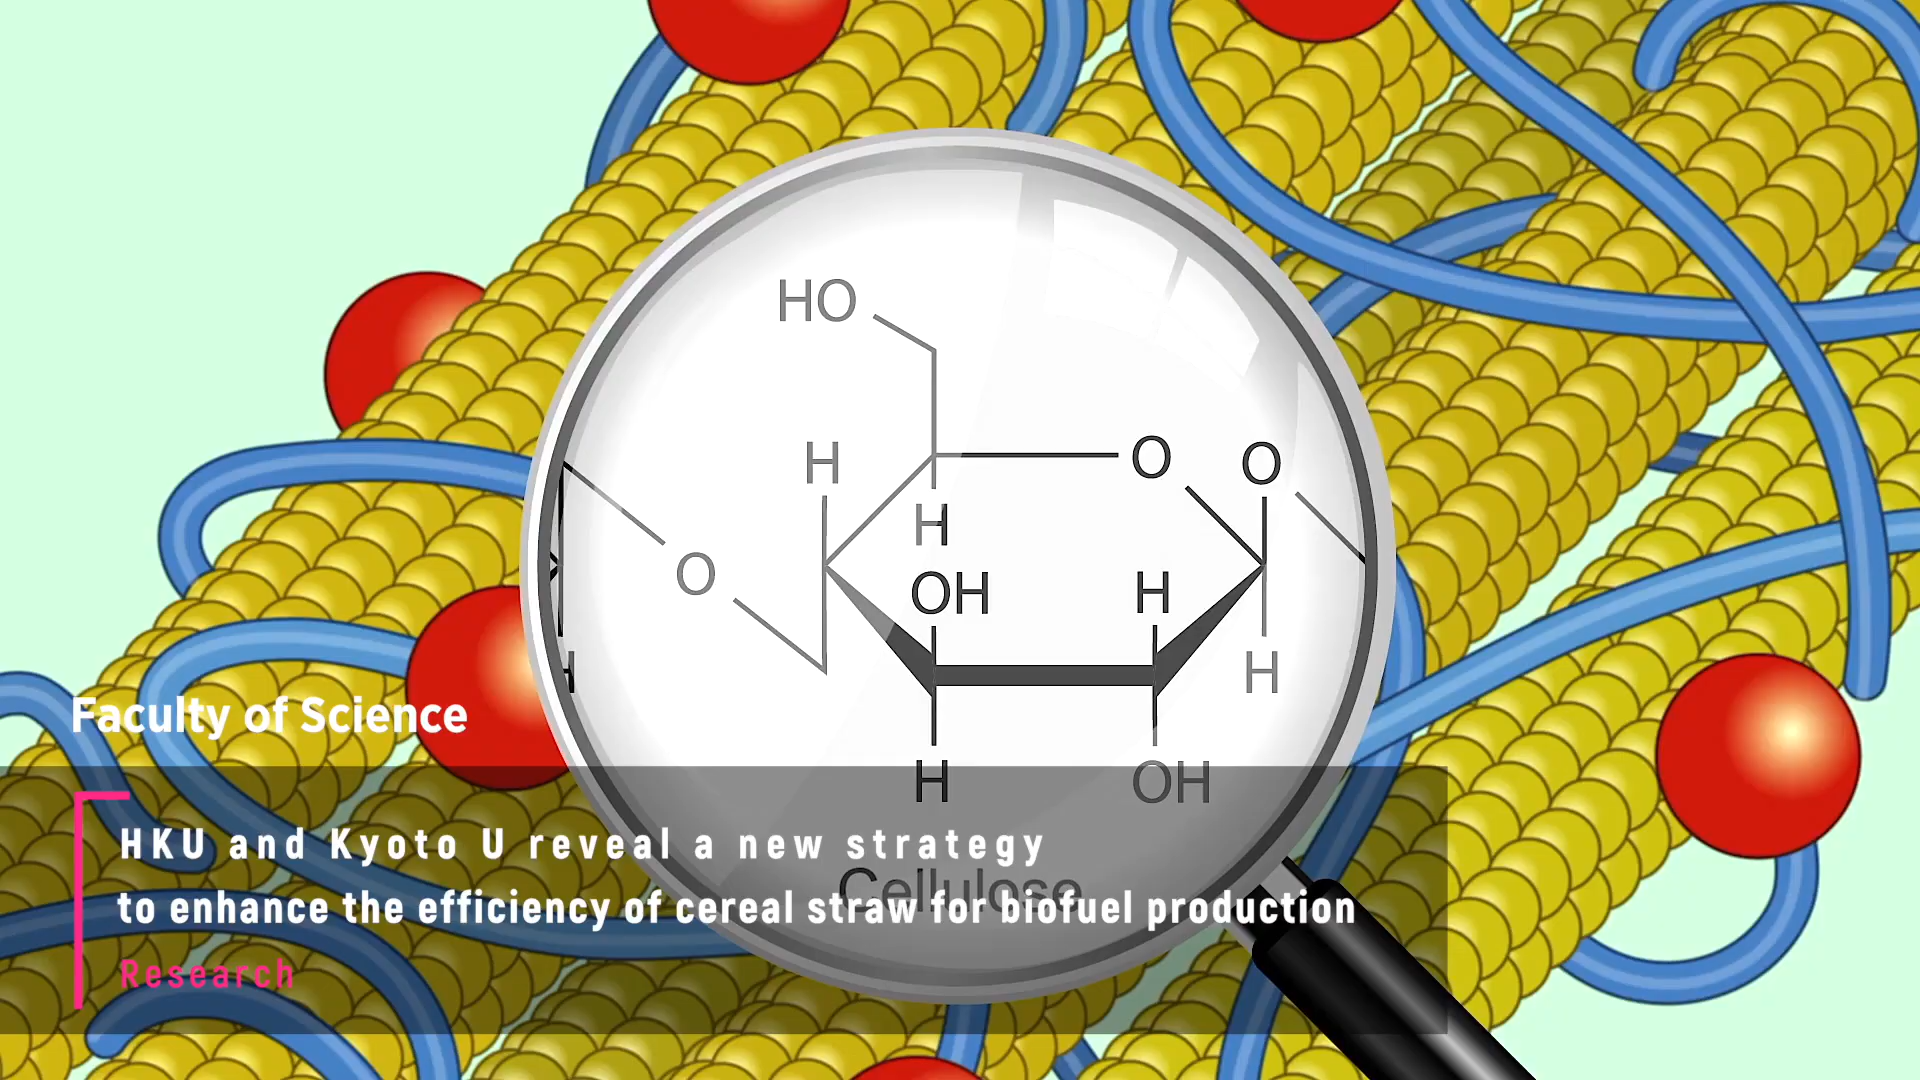 HO
H
O
O
H
O
OH
H
H
H
H
OH
Cellulose
Faculty of Science
HKU and Kyoto U reveal a new strategy
to enhance the efficiency of cereal straw for biofuel production
Research